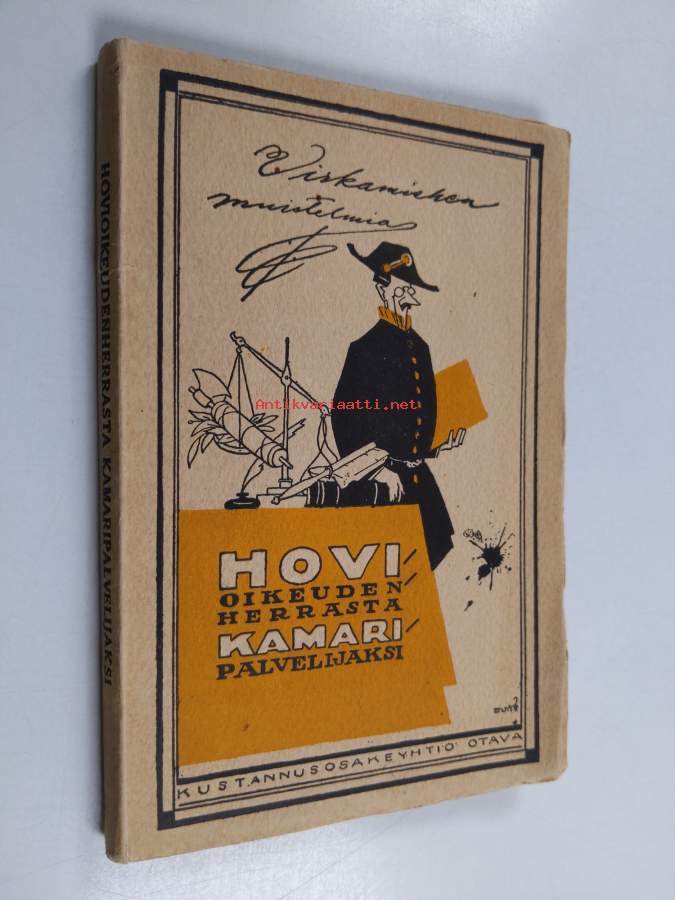 HOVIOIKEUDENHERRASTA KAMARIPALVELIJAKSI
Virkamiehen
muistelmia
Antikvariaatti.net
HOVI/
OIKEUDEN/
HERRASTA
KAMARI/
PALVELIJAKSI
KUSTANNUSOSAKEYHTIÖ OTAVA